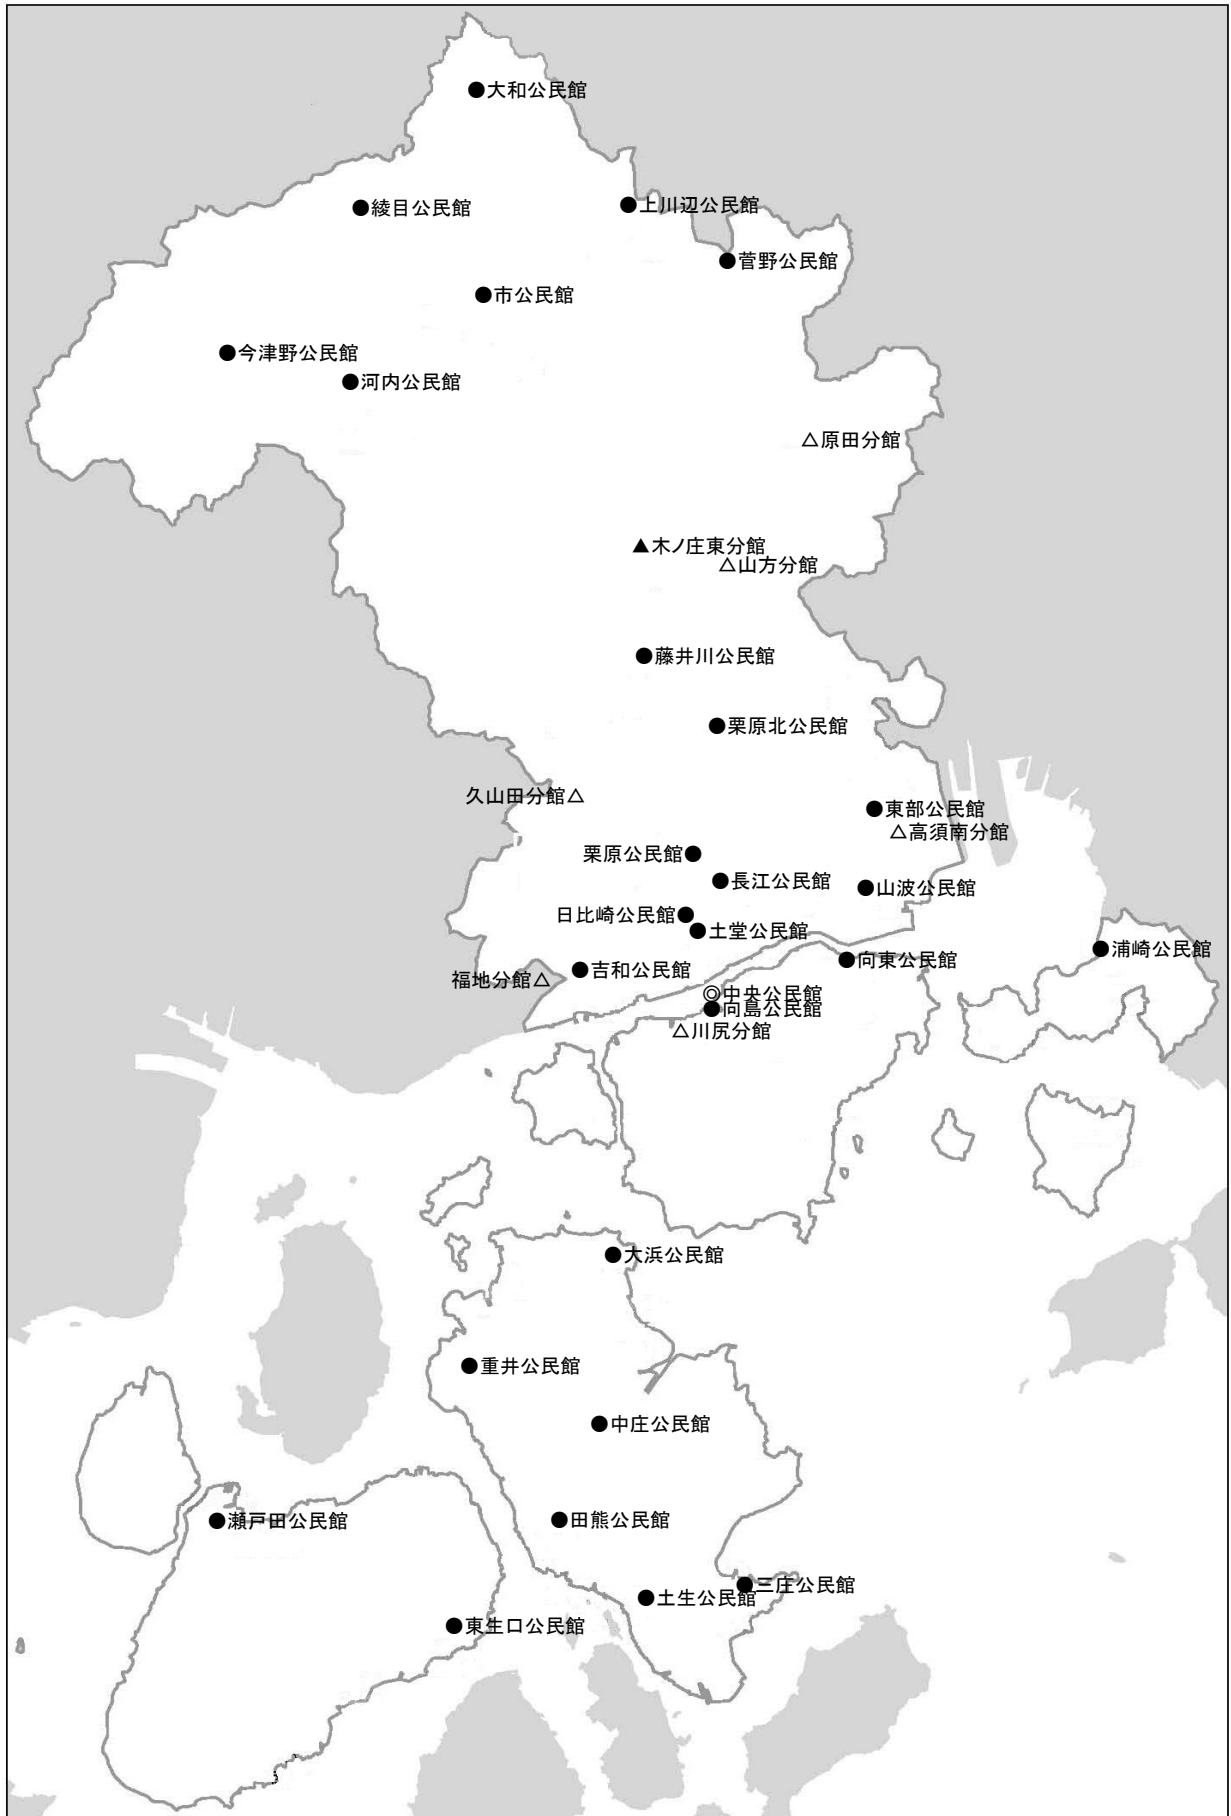 ●大和公民館
●綾目公民館
●上川辺公民館
●菅野公民館
●市公民館
●今津野公民館
●河内公民館
△原田分館
▲木ノ庄東分館
△山方分館
●藤井川公民館
●栗原北公民館
久山田分館△
●東部公民館
△高須南分館
栗原公民館●
●長江公民館
●山波公民館
日比崎公民館●
●土堂公民館
●浦崎公民館
●向東公民館
●吉和公民館
福地分館△
◎中央公民館
●向島公民館
△川尻分館
●大浜公民館
●重井公民館
●中庄公民館
●瀬戸田公民館
●田熊公民館
●三庄公民館
●土生公民館
●東生口公民館